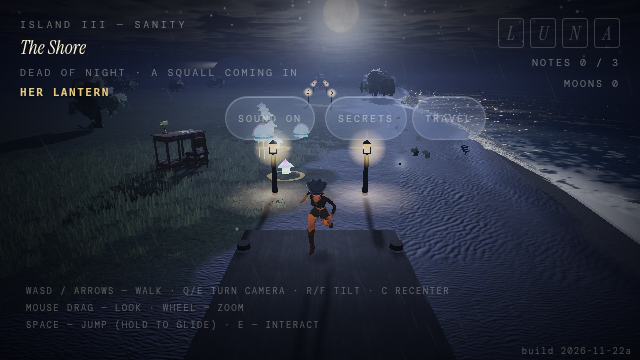 ISLAND III — SANITY
The Shore
DEAD OF NIGHT · A SQUALL COMING IN
HER LANTERN
LUNA
NOTES 0 / 3
MOONS 0
SOUND ON
SECRETS
TRAVEL
WASD / ARROWS — WALK · Q/E TURN CAMERA · R/F TILT · C RECENTER
MOUSE DRAG — LOOK · WHEEL — ZOOM
SPACE — JUMP (HOLD TO GLIDE) · E — INTERACT
build 2026-11-22a